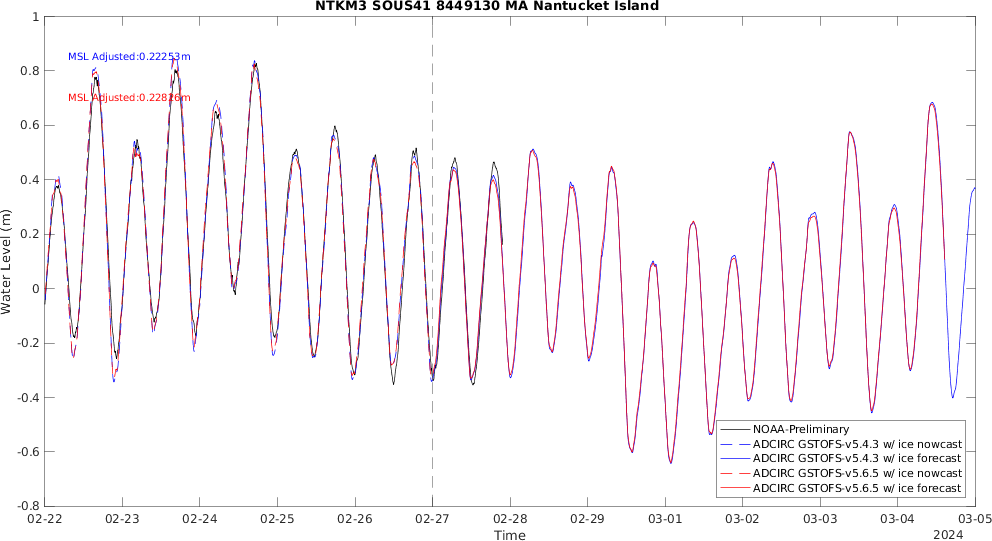 NTKM3 SOUS41 8449130 MA Nantucket Island
1
0.8
0.6
0.4
0.2
0
-0.2
-0.4
-0.6
-0.8
Water Level (m)
MSL Adjusted:0.22253m
MSL Adjusted:0.22826m
NOAA-Preliminary
ADCIRC GSTOFS-v5.4.3 w/ ice nowcast
ADCIRC GSTOFS-v5.4.3 w/ ice forecast
ADCIRC GSTOFS-v5.6.5 w/ ice nowcast
ADCIRC GSTOFS-v5.6.5 w/ ice forecast
02-22 02-23 02-24 02-25 02-26 02-27 02-28 02-29 03-01 03-02 03-03 03-04 03-05
Time
2024